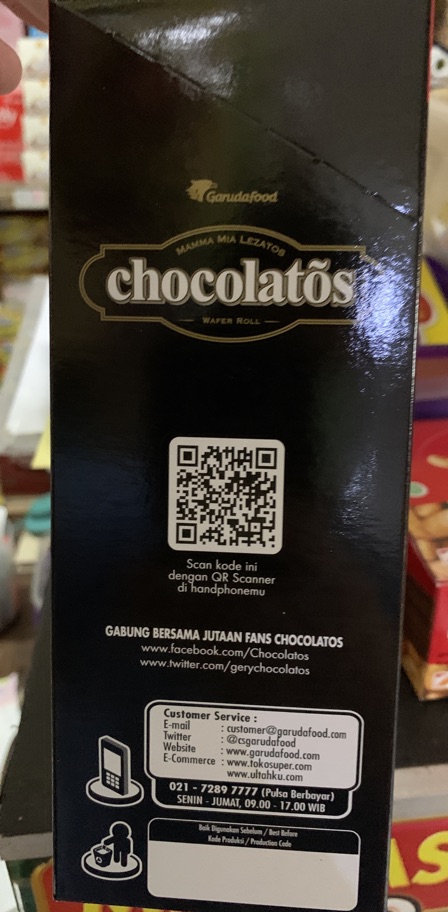 Garudafood
MAMMA MIA LEZATOS
chocolatõs
WAFER ROLL
Scan kode ini
dengan QR Scanner
di handphonemu
GABUNG BERSAMA JUTAAN FANS CHOCOLATOS
www.facebook.com/Chocolatos
www.twitter.com/gerychocolatos
Customer Service :
E-mail : customer@garudafood.com
Twitter : @csgarudafood
Website : www.garudafood.com
E-Commerce : www.tokosuper.com
www.ultahku.com
021 - 7289 7777 (Pulsa Berbayar)
SENIN - JUMAT, 09.00 - 17.00 WIB
Baik Digunakan Sebelum / Best Before
Kode Produksi / Production Code